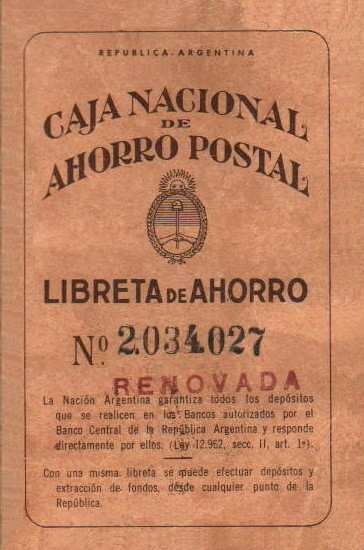 REPUBLICA ARGENTINA
CAJA NACIONAL
DE
AHORRO POSTAL
LIBRETA DE AHORRO
Nº 2.034.027
RENOVADA
La Nación Argentina garantiza todos los depósitos
que se realicen en los Bancos autorizados por el
Banco Central de la República Argentina y responde
directamente por ellos. (Ley 12.962, secc. II, art. 1º).
Con una misma libreta se puede efectuar depósitos y
extracción de fondos, desde cualquier punto de la
República.